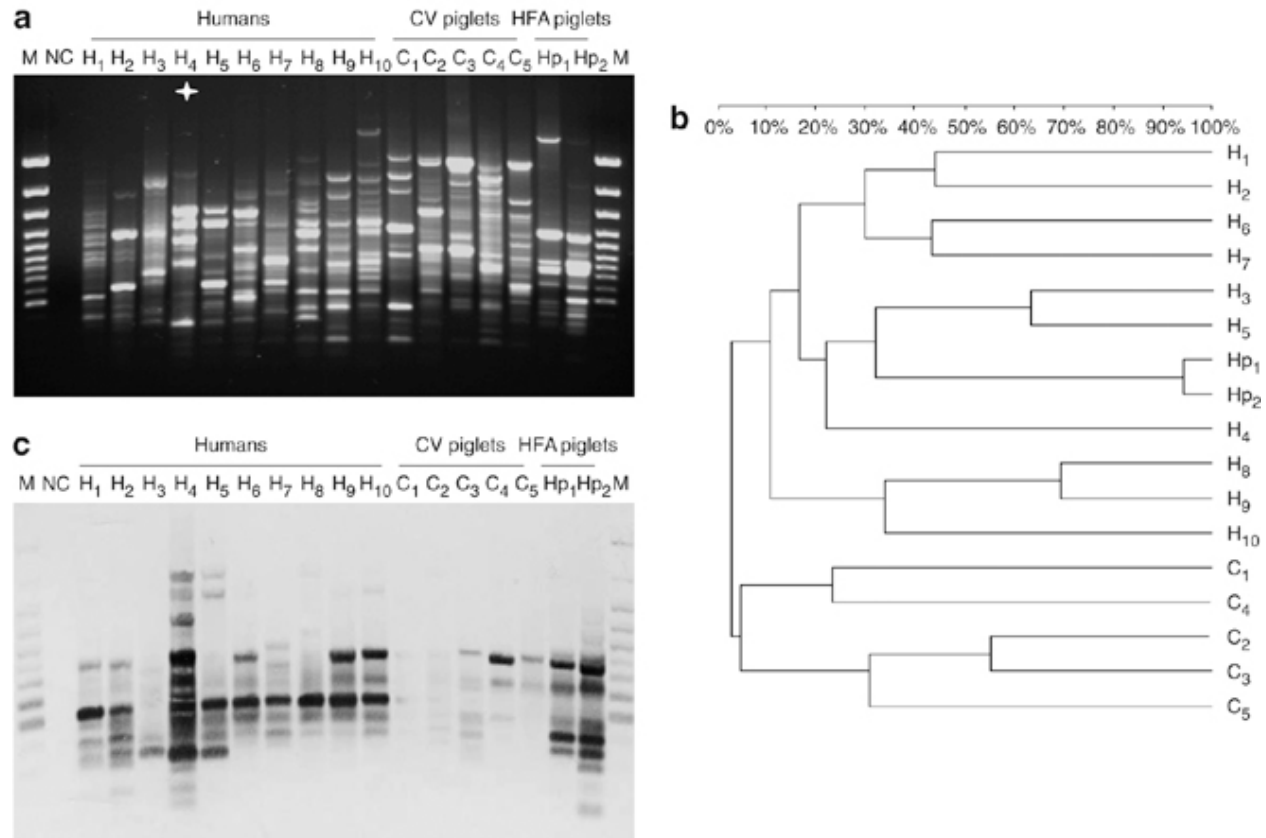 a
Humans CV piglets HFA piglets
M NC H1 H2 H3 H4 H5 H6 H7 H8 H9 H10 C1 C2 C3 C4 C5 Hp1 Hp2 M
b
0% 10% 20% 30% 40% 50% 60% 70% 80% 90% 100%
H1
H2
H6
H7
H3
H5
Hp1
Hp2
H4
H8
H9
H10
C1
C4
C2
C3
C5
c
Humans CV piglets HFA piglets
M NC H1 H2 H3 H4 H5 H6 H7 H8 H9 H10 C1 C2 C3 C4 C5 Hp1 Hp2 M